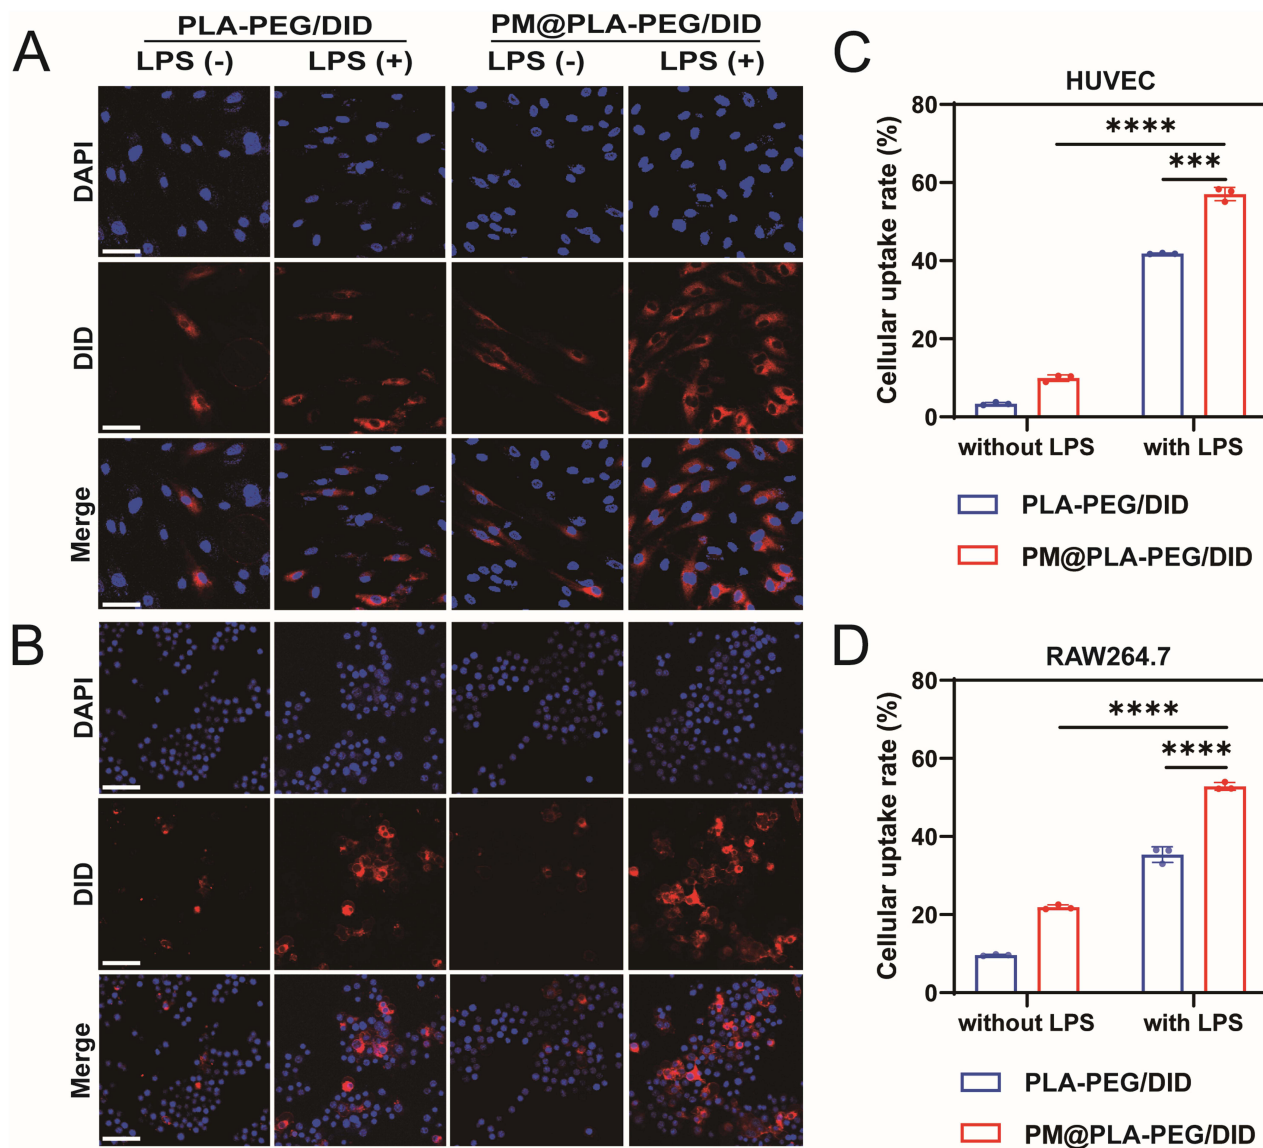 A
PLA-PEG/DID
PM@PLA-PEG/DID
LPS (-)
LPS (+)
LPS (-)
LPS (+)
DAPI
DID
Merge
B
DAPI
DID
Merge
C
HUVEC
Cellular uptake rate (%)
80
60
40
20
0
****
***
without LPS
with LPS
PLA-PEG/DID
PM@PLA-PEG/DID
D
RAW264.7
Cellular uptake rate (%)
80
60
40
20
0
****
****
without LPS
with LPS
PLA-PEG/DID
PM@PLA-PEG/DID